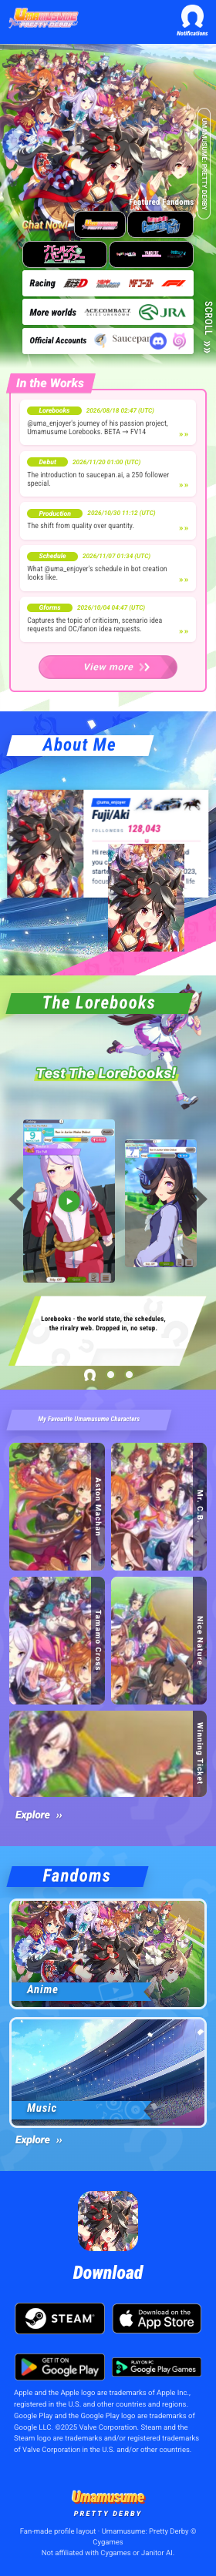 Umamusume
PRETTY DERBY
Notifications
UMAMUSUME: PRETTY DERBY
Featured Fandoms
Chat Now!
Racing
F1
More worlds
ACE COMBAT
JRA
Official Accounts
Saucepan
SCROLL
In the Works
Lorebooks 2026/08/18 02:47 (UTC)
@uma_enjoyer's journey of his passion project,
Umamusume Lorebooks. BETA → FV14
Debut 2026/11/20 01:00 (UTC)
The introduction to saucepan.ai, a 250 follower
special.
Production 2026/10/30 11:12 (UTC)
The shift from quality over quantity.
Schedule 2026/11/07 01:34 (UTC)
What @uma_enjoyer's schedule in bot creation
looks like.
Gforms 2026/10/04 04:47 (UTC)
Captures the topic of criticism, scenario idea
requests and OC/fanon idea requests.
View more
About Me
@uma_enjoyer
Fuji/Aki
FOLLOWERS 128,043
The Lorebooks
Test The Lorebooks!
Lorebooks - the world state, the schedules,
the rivalry web. Dropped in, no setup.
My Favourite Umamusume Characters
Aston Machan
Mr. C.B.
Tamamo Cross
Nice Nature
Winning Ticket
Explore ››
Fandoms
Anime
Music
Explore ››
Download
STEAM
Download on the
App Store
GET IT ON
Google Play
PLAY ON PC
Google Play Games
Apple and the Apple logo are trademarks of Apple Inc.,
registered in the U.S. and other countries and regions.
Google Play and the Google Play logo are trademarks of
Google LLC. ©2025 Valve Corporation. Steam and the
Steam logo are trademarks and/or registered trademarks
of Valve Corporation in the U.S. and/or other countries.
Umamusume
PRETTY DERBY
Fan-made profile layout · Umamusume: Pretty Derby ©
Cygames
Not affiliated with Cygames or Janitor AI.